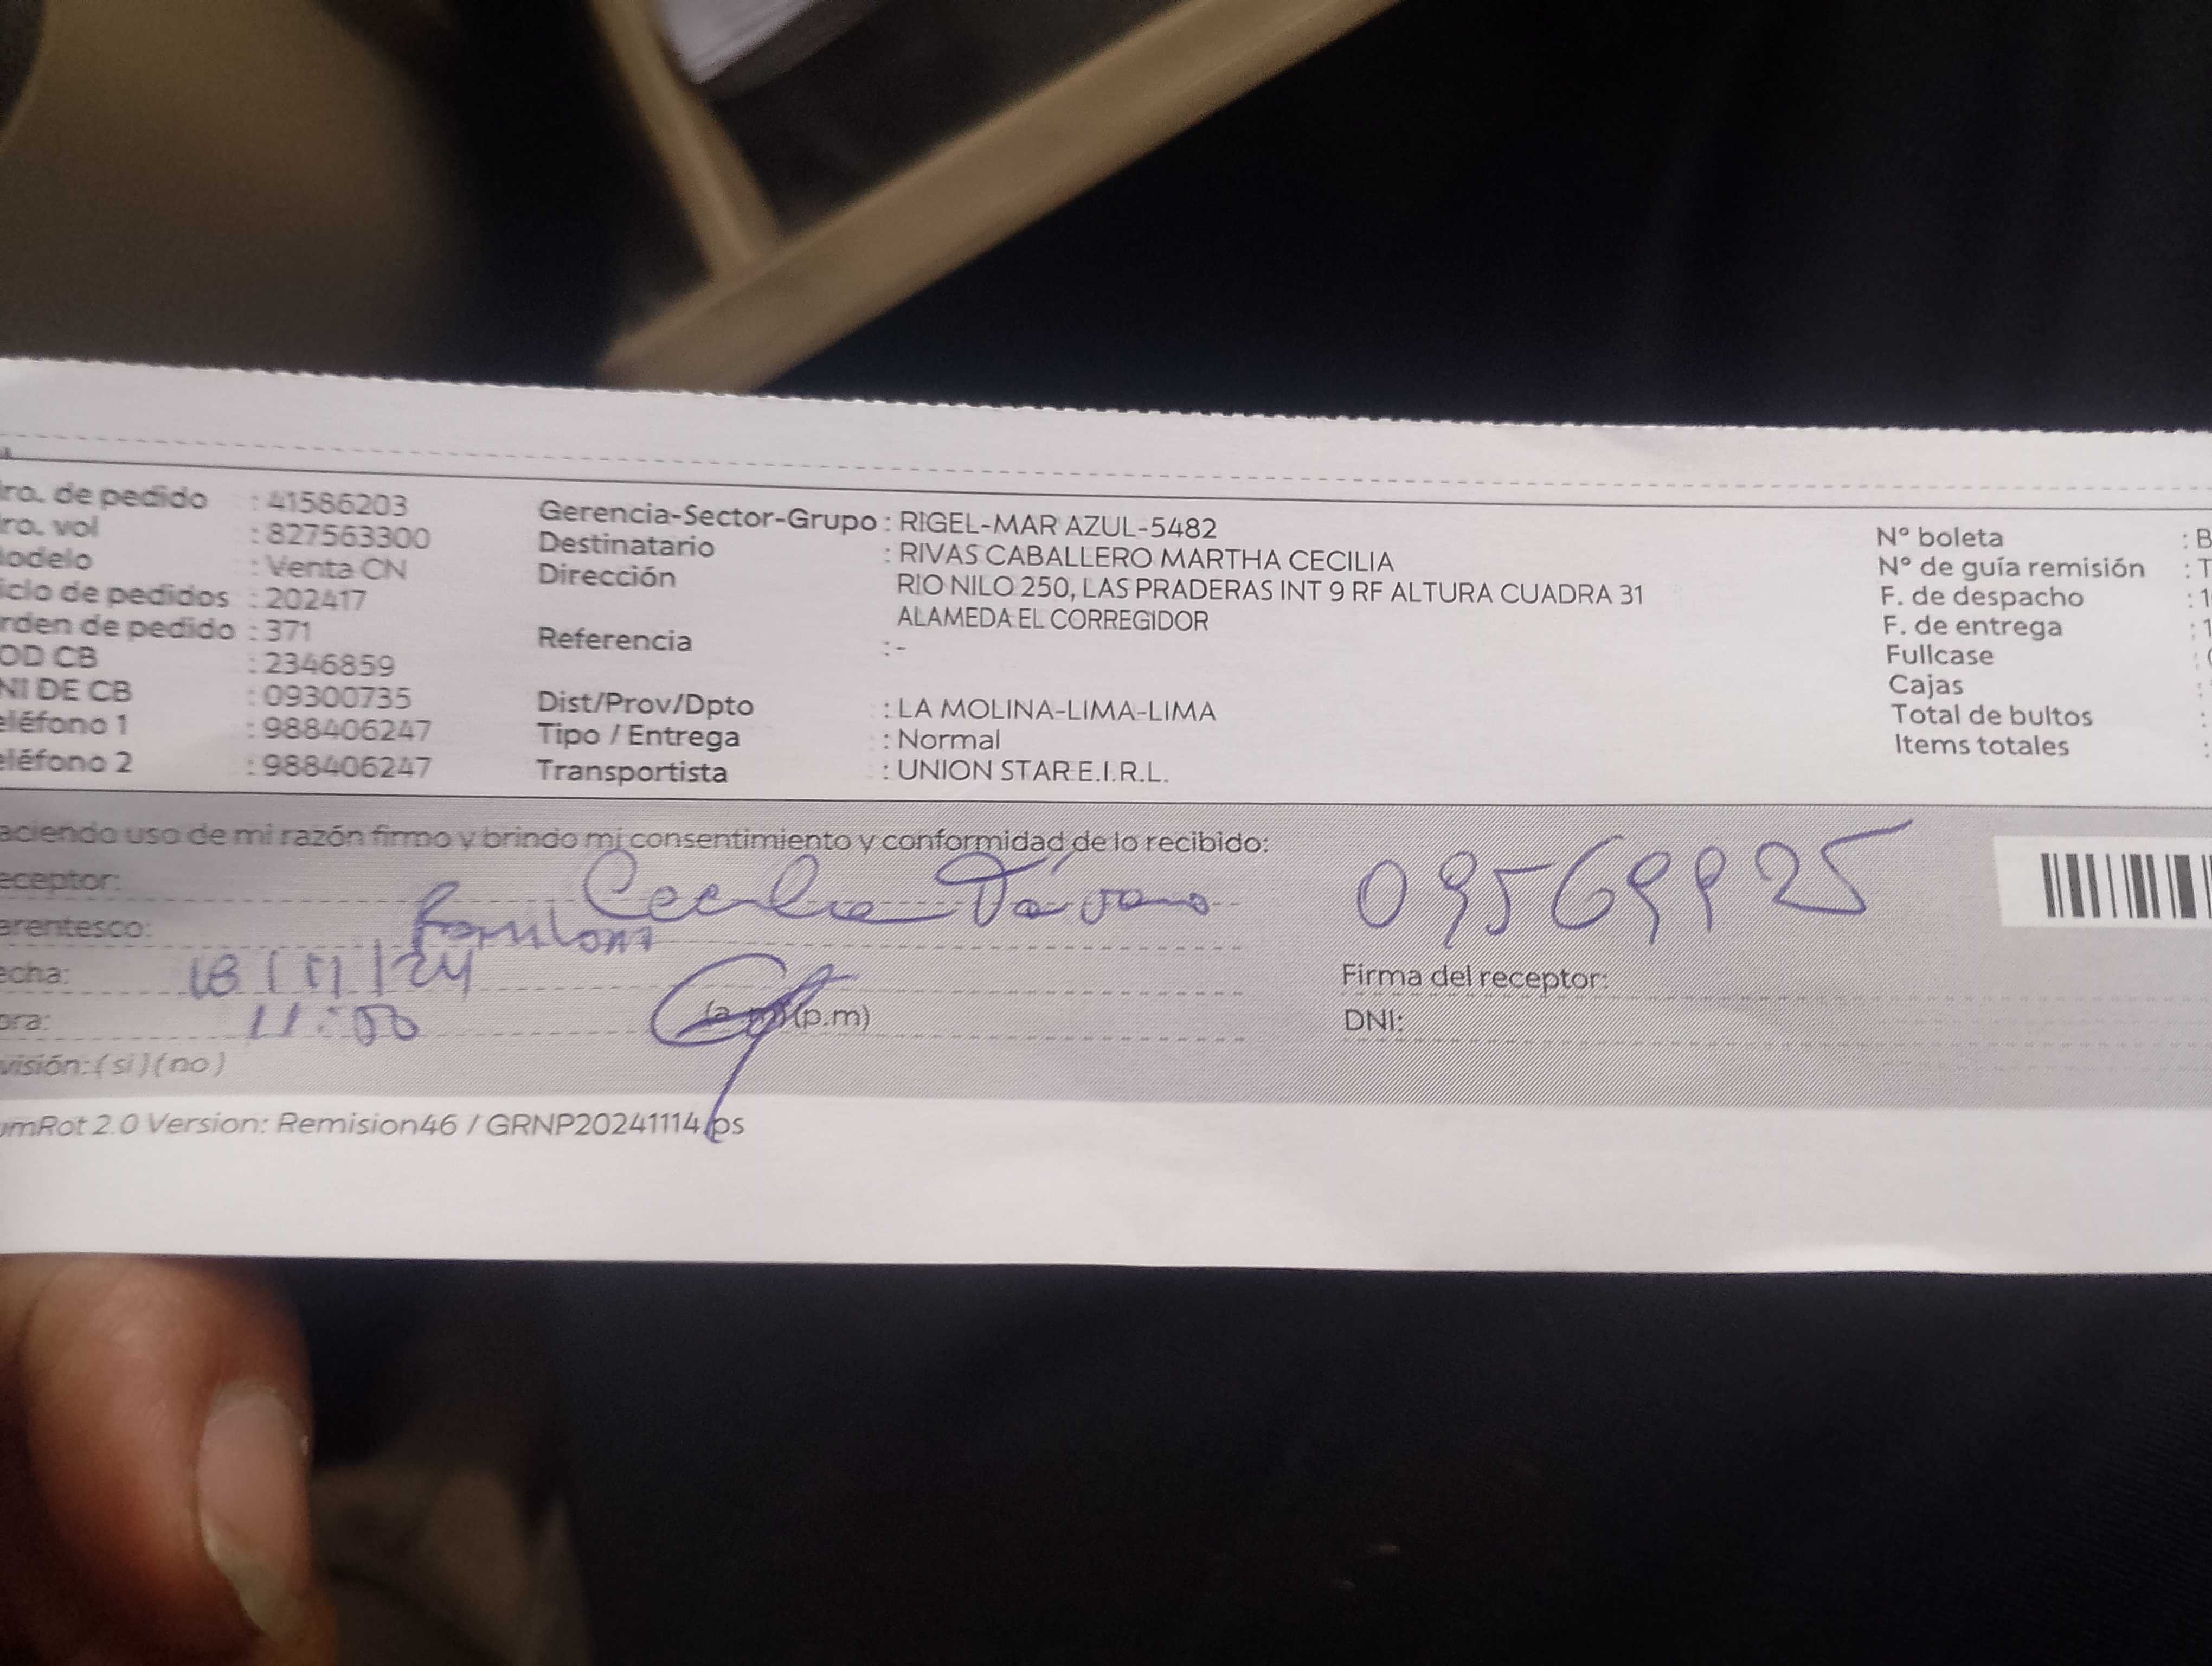 ro. de pedido : 41586203
ro. vol : 827563300
odelo : Venta CN
iclo de pedidos : 202417
rden de pedido : 371
OD CB : 2346859
NI DE CB : 09300735
eléfono 1 : 988406247
eléfono 2 : 988406247
Gerencia-Sector-Grupo : RIGEL-MAR AZUL-5482
Destinatario : RIVAS CABALLERO MARTHA CECILIA
Dirección RIO NILO 250, LAS PRADERAS INT 9 RF ALTURA CUADRA 31
ALAMEDA EL CORREGIDOR
Referencia : -
Dist/Prov/Dpto : LA MOLINA-LIMA-LIMA
Tipo / Entrega : Normal
Transportista : UNION STAR E.I.R.L.
N° boleta : B
N° de guía remisión : T
F. de despacho : 1
F. de entrega : 1
Fullcase :
Cajas :
Total de bultos :
Items totales :
aciendo uso de mi razón firmo y brindo mi consentimiento y conformidad de lo recibido:
eceptor: Cecilia
arentesco:
echa: 18/11/24
ora: 11:50 (p.m)
visión: (si) (no)
09569925
Firma del receptor:
DNI:
omRot 2.0 Version: Remision46 / GRNP20241114.ps